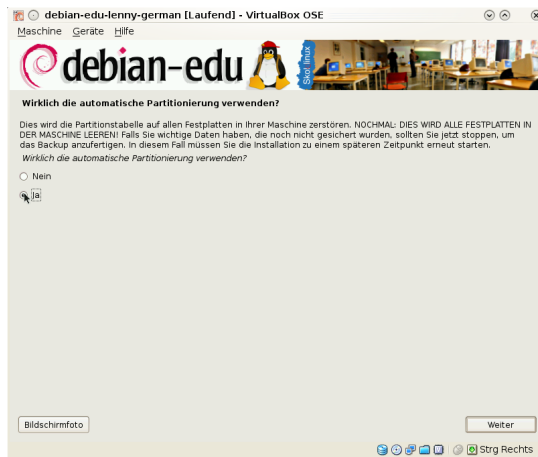 debian-edu-lenny-german [Laufend] - VirtualBox OSE
Maschine Geräte Hilfe
debian-edu
Skolelinux
Wirklich die automatische Partitionierung verwenden?
Dies wird die Partitionstabelle auf allen Festplatten in Ihrer Maschine zerstören. NOCHMAL: DIES WIRD ALLE FESTPLATTEN IN
DER MASCHINE LEEREN! Falls Sie wichtige Daten haben, die noch nicht gesichert wurden, sollten Sie jetzt stoppen, um
das Backup anzufertigen. In diesem Fall müssen Sie die Installation zu einem späteren Zeitpunkt erneut starten.
Wirklich die automatische Partitionierung verwenden?
Nein
Ja
Bildschirmfoto
Weiter
Strg Rechts